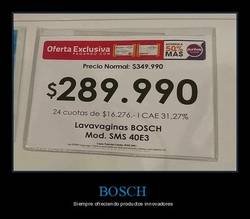 Oferta Exclusiva
50%
MÁS
Precio Normal: $349.990
$289.990
24 cuotas de $16.276.- I CAE 31,27%
Lavavaginas BOSCH
Mod. SMS 40E3
BOSCH
Siempre ofreciendo productos innovadores